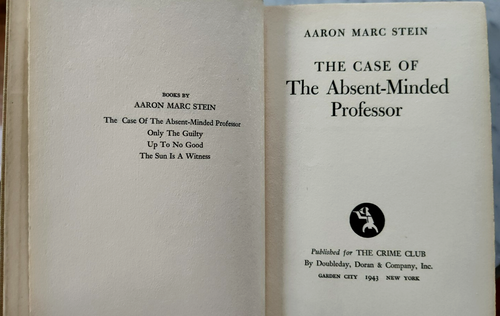 BOOKS BY
AARON MARC STEIN
The Case Of The Absent-Minded Professor
Only The Guilty
Up To No Good
The Sun Is A Witness
AARON MARC STEIN
THE CASE OF
The Absent-Minded
Professor
Published for THE CRIME CLUB
By Doubleday, Doran & Company, Inc.
GARDEN CITY 1943 NEW YORK